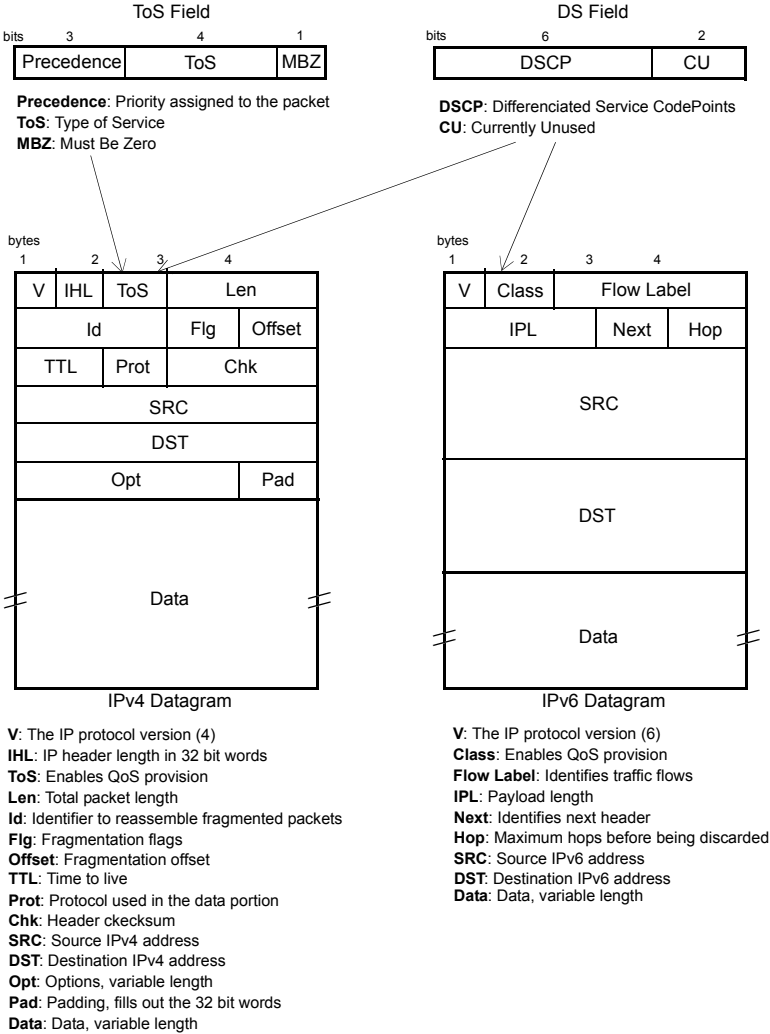 ToS Field
bits 3 4 1
Precedence ToS MBZ
Precedence: Priority assigned to the packet
ToS: Type of Service
MBZ: Must Be Zero
DS Field
bits 6 2
DSCP CU
DSCP: Differenciated Service CodePoints
CU: Currently Unused
bytes
1 2 3 4
V IHL ToS Len
Id Flg Offset
TTL Prot Chk
SRC
DST
Opt Pad
Data
IPv4 Datagram
V: The IP protocol version (4)
IHL: IP header length in 32 bit words
ToS: Enables QoS provision
Len: Total packet length
Id: Identifier to reassemble fragmented packets
Flg: Fragmentation flags
Offset: Fragmentation offset
TTL: Time to live
Prot: Protocol used in the data portion
Chk: Header ckecksum
SRC: Source IPv4 address
DST: Destination IPv4 address
Opt: Options, variable length
Pad: Padding, fills out the 32 bit words
Data: Data, variable length
bytes
1 2 3 4
V Class Flow Label
IPL Next Hop
SRC
DST
Data
IPv6 Datagram
V: The IP protocol version (6)
Class: Enables QoS provision
Flow Label: Identifies traffic flows
IPL: Payload length
Next: Identifies next header
Hop: Maximum hops before being discarded
SRC: Source IPv6 address
DST: Destination IPv6 address
Data: Data, variable length